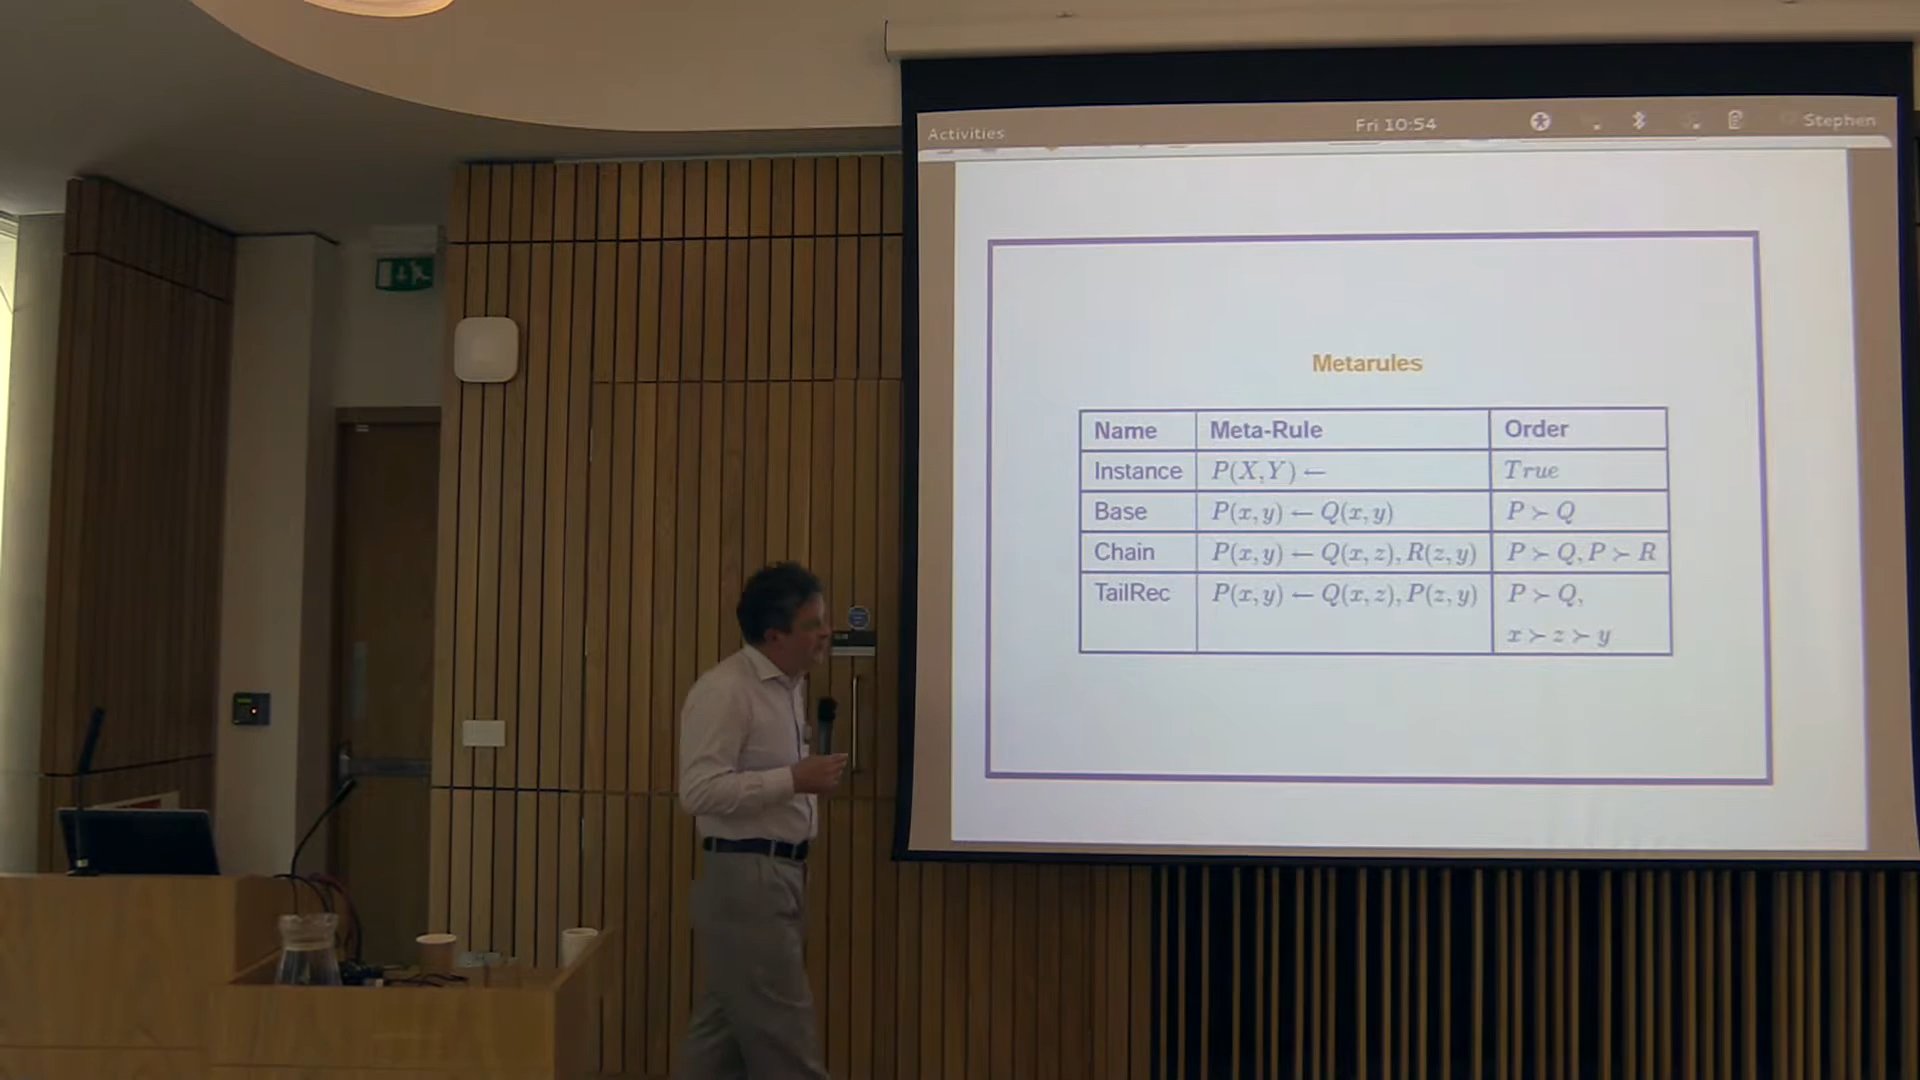 Activities Fri 10:54 Stephen
Metarules
Name Meta-Rule Order
Instance P(X,Y) ← True
Base P(x,y) ← Q(x,y) P ≻ Q
Chain P(x,y) ← Q(x,z),R(z,y) P ≻ Q,P ≻ R
TailRec P(x,y) ← Q(x,z),P(z,y) P ≻ Q,
x ≻ z ≻ y